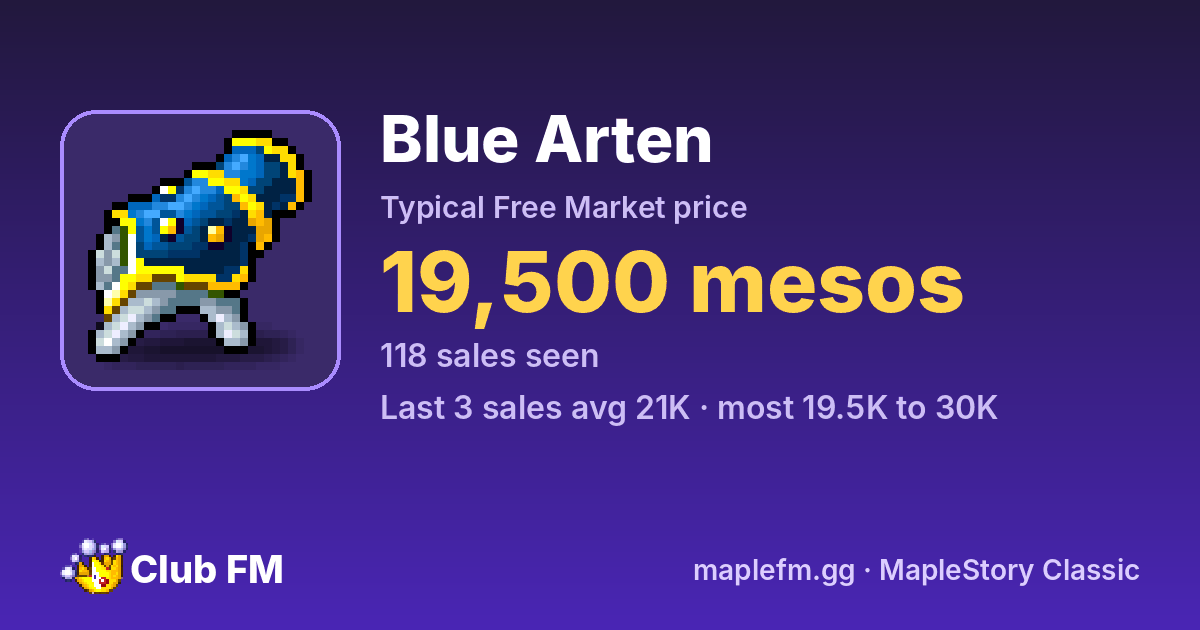 Blue Arten
Typical Free Market price
19,500 mesos
118 sales seen
Last 3 sales avg 21K · most 19.5K to 30K
Club FM
maplefm.gg · MapleStory Classic